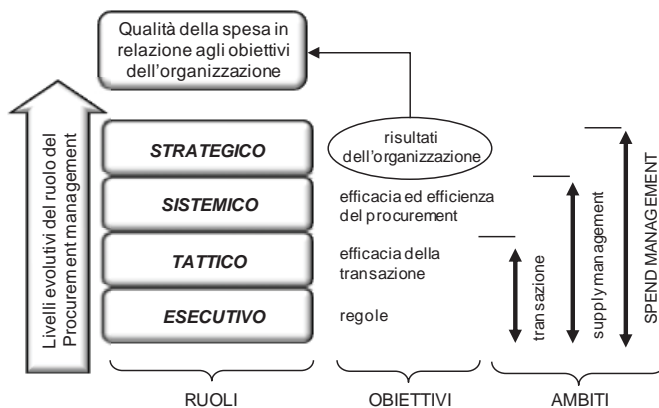 Qualità della spesa in
relazione agli obiettivi
dell'organizzazione
Livelli evolutivi del ruolo del
Procurement management
STRATEGICO
SISTEMICO
TATTICO
ESECUTIVO
risultati
dell'organizzazione
efficacia ed efficienza
del procurement
efficacia della
transazione
regole
transazione
supply management
SPEND MANAGEMENT
RUOLI
OBIETTIVI
AMBITI